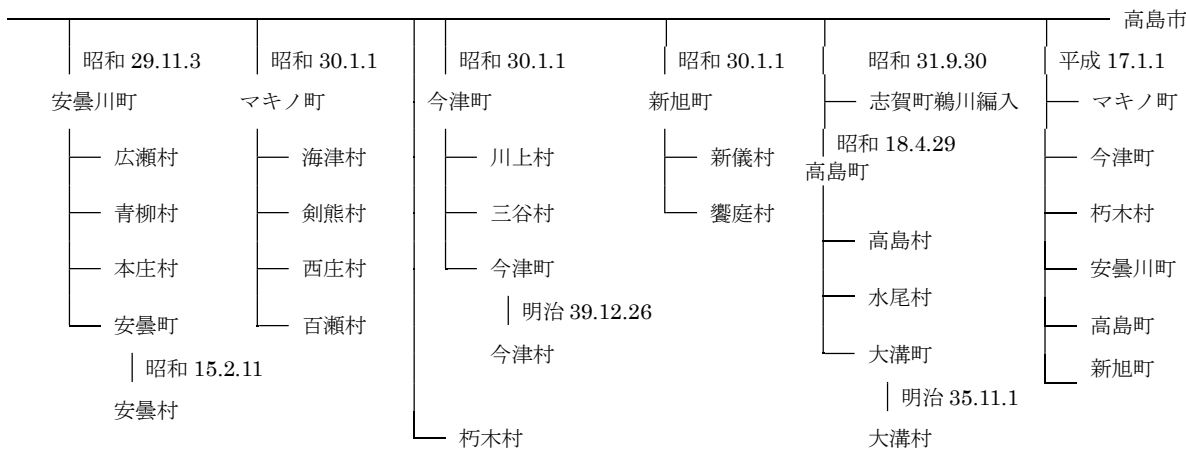 高島市
昭和 29.11.3
昭和 30.1.1
昭和 30.1.1
昭和 30.1.1
昭和 31.9.30
平成 17.1.1
安曇川町
マキノ町
今津町
新旭町
志賀町鵜川編入
マキノ町
昭和 18.4.29
高島町
広瀬村
海津村
川上村
新儀村
今津町
青柳村
剣熊村
三谷村
饗庭村
朽木村
高島村
本庄村
西庄村
今津町
安曇川町
水尾村
安曇町
百瀬村
明治 39.12.26
高島町
今津村
大溝町
昭和 15.2.11
新旭町
明治 35.11.1
安曇村
朽木村
大溝村